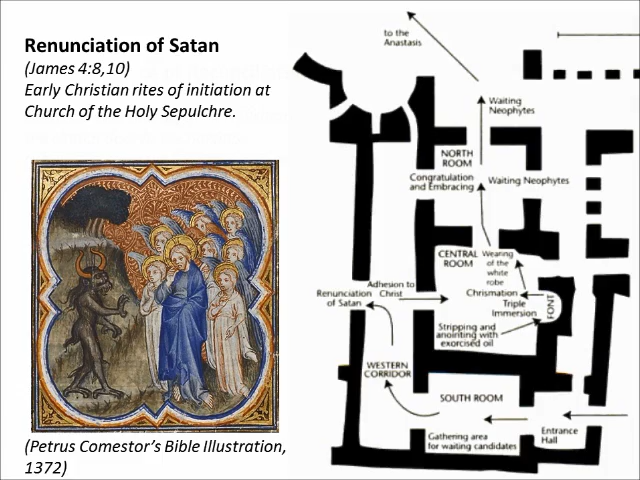 Renunciation of Satan
(James 4:8,10)
Early Christian rites of initiation at
Church of the Holy Sepulchre.
(Petrus Comestor's Bible Illustration,
1372)
to the
Anastasis
Waiting
Neophytes
NORTH
ROOM
Congratulation
and Embracing
Waiting Neophytes
CENTRAL
ROOM
Wearing
of the
white
robe
Adhesion to
Christ
Renunciation
of Satan
Chrismation
Triple
Immersion
FONT
Stripping and
anointing with
exorcised oil
WESTERN
CORRIDOR
SOUTH ROOM
Gathering area
for waiting candidates
Entrance
Hall